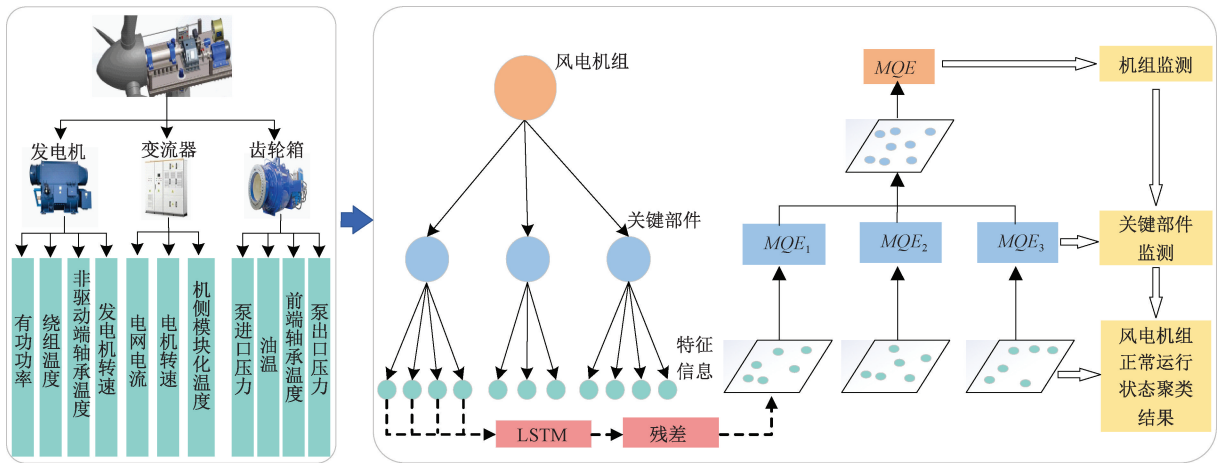 发电机
变流器
齿轮箱
有功功率
绕组温度
非驱动端轴承温度
发电机转速
电网电流
电机转速
机侧模块化温度
泵进口压力
油温
前端轴承温度
泵出口压力
风电机组
关键部件
特征
信息
LSTM
残差
MQE
MQE₁
MQE₂
MQE₃
机组监测
关键部件
监测
风电机组
正常运行
状态聚类
结果